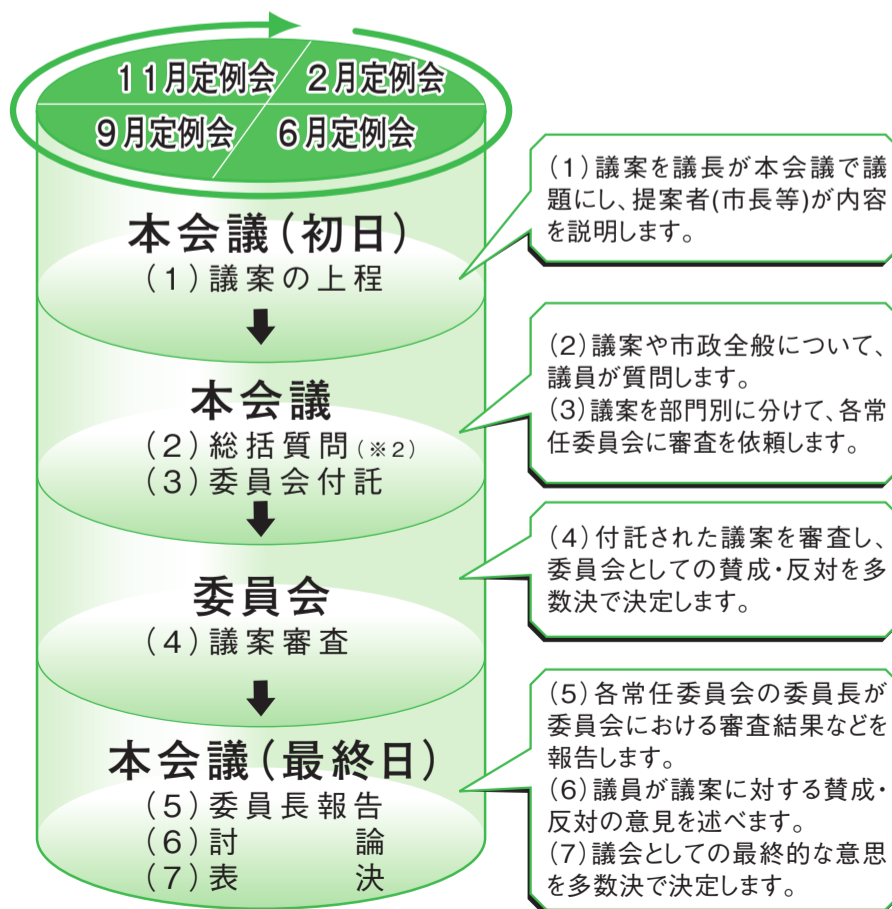 11月定例会 2月定例会
9月定例会 6月定例会
本会議(初日)
(1)議案の上程
(1)議案を議長が本会議で議
題にし、提案者(市長等)が内容
を説明します。
本会議
(2)総括質問(※2)
(3)委員会付託
(2)議案や市政全般について、
議員が質問します。
(3)議案を部門別に分けて、各常
任委員会に審査を依頼します。
委員会
(4)議案審査
(4)付託された議案を審査し、
委員会としての賛成・反対を多
数決で決定します。
本会議(最終日)
(5)委員長報告
(6)討論
(7)表決
(5)各常任委員会の委員長が
委員会における審査結果などを
報告します。
(6)議員が議案に対する賛成・
反対の意見を述べます。
(7)議会としての最終的な意思
を多数決で決定します。